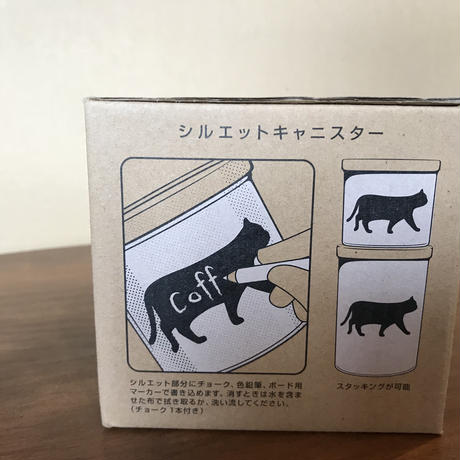 シルエットキャニスター
Coff
シルエット部分にチョーク、色鉛筆、ボード用
マーカーで書き込めます。消すときは水を含ま
せた布で拭き取るか、洗い流してください。
（チョーク1本付き）
スタッキングが可能